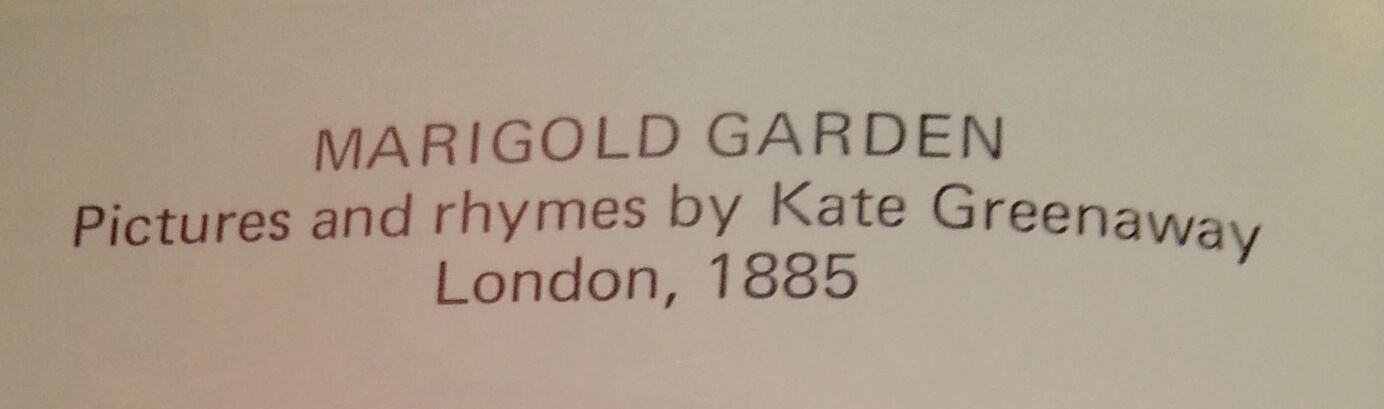 MARIGOLD GARDEN
Pictures and rhymes by Kate Greenaway
London, 1885